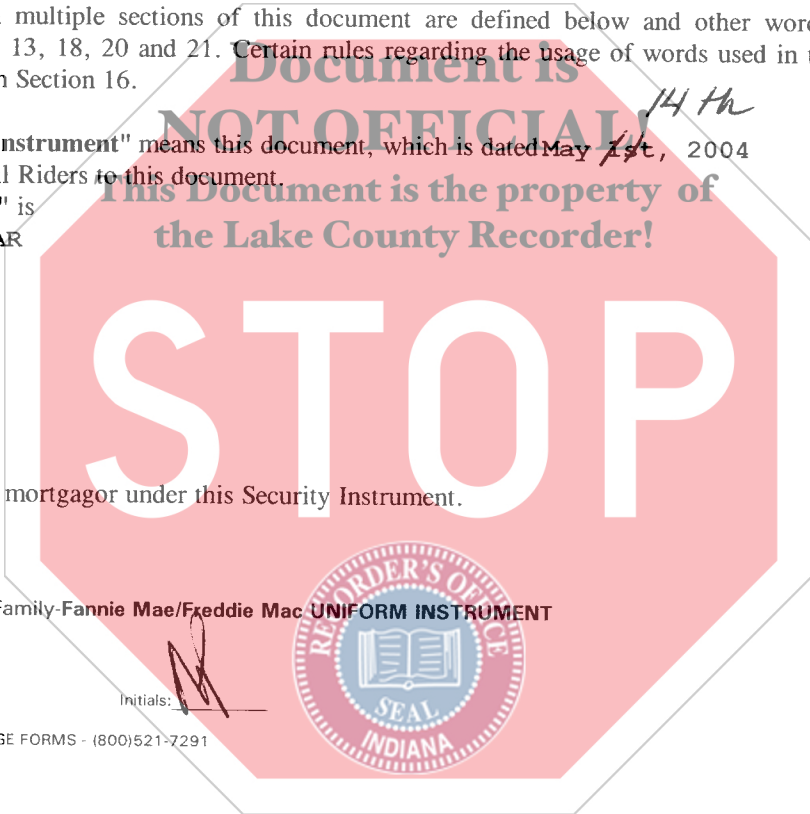 multiple sections of this document are defined below and other wor
13, 18, 20 and 21. Certain rules regarding the usage of words used in
Section 16.
Document is
14 th
NOT OFFICIAL!
nstrument" means this document, which is dated May 1st, 2004
l Riders to this document.
This Document is the property of
" is
AR
the Lake County Recorder!
STOP
mortgagor under this Security Instrument.
RECORDER'S OFFICE
Family-Fannie Mae/Freddie Mac UNIFORM INSTRUMENT
Initials:
SEAL
INDIANA
GE FORMS - (800)521-7291